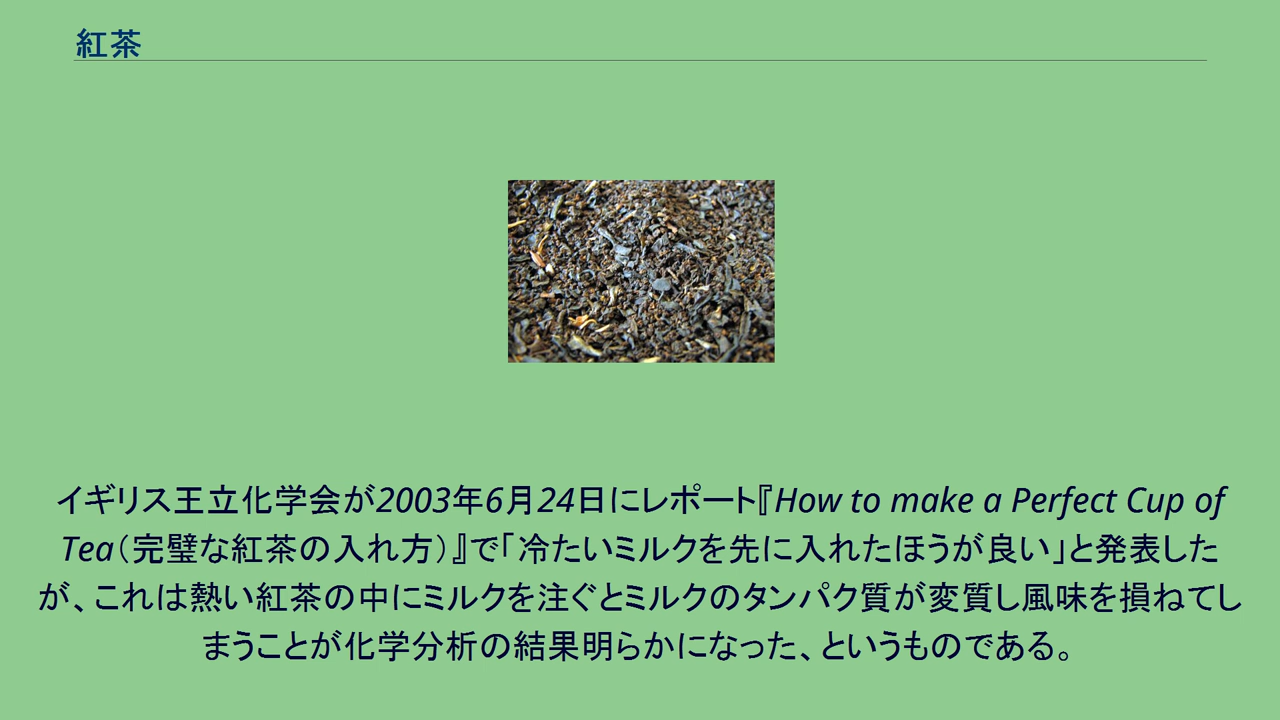 紅茶
イギリス王立化学会が2003年6月24日にレポート『How to make a Perfect Cup of
Tea（完璧な紅茶の入れ方）』で「冷たいミルクを先に入れたほうが良い」と発表した
が、これは熱い紅茶の中にミルクを注ぐとミルクのタンパク質が変質し風味を損ねてし
まうことが化学分析の結果明らかになった、というものである。